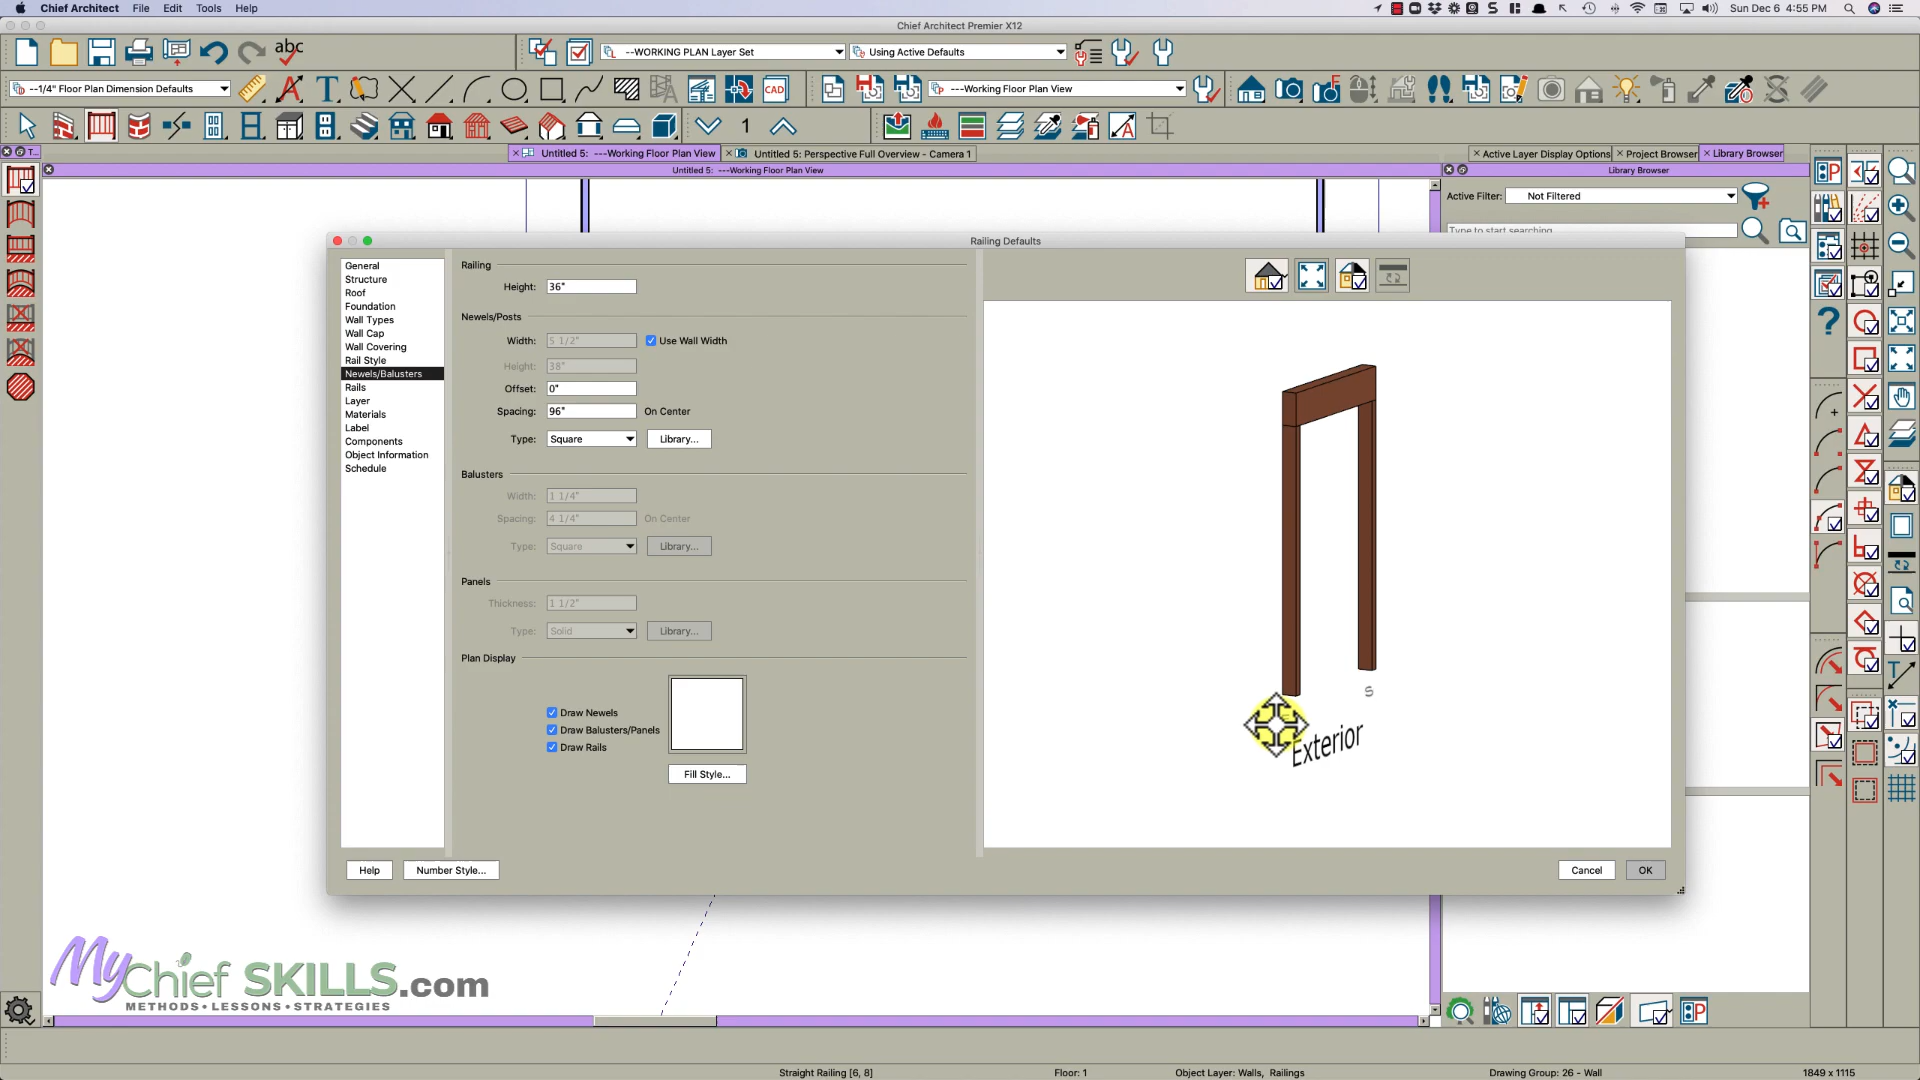 Chief Architect File Edit Tools Help
Sun Dec 6 4:55 PM
Chief Architect Premier X12
abc
--WORKING PLAN Layer Set
Using Active Defaults
--1/4" Floor Plan Dimension Defaults
CAD
---Working Floor Plan View
1
Untitled 5: ---Working Floor Plan View
Untitled 5: Perspective Full Overview - Camera 1
Active Layer Display Options
Project Browser
Library Browser
Untitled 5: ---Working Floor Plan View
Library Browser
Active Filter: Not Filtered
Type to start searching
Railing Defaults
General
Structure
Roof
Foundation
Wall Types
Wall Cap
Wall Covering
Rail Style
Newels/Balusters
Rails
Layer
Materials
Label
Components
Object Information
Schedule
Railing
Height: 36"
Newels/Posts
Width: 5 1/2" Use Wall Width
Height: 38"
Offset: 0"
Spacing: 96" On Center
Type: Square Library...
Balusters
Width: 1 1/4"
Spacing: 4 1/4" On Center
Type: Square Library...
Panels
Thickness: 1 1/2"
Type: Solid Library...
Plan Display
Draw Newels
Draw Balusters/Panels
Draw Rails
Fill Style...
S
Exterior
Help Number Style... Cancel OK
MyChief SKILLS.com
METHODS • LESSONS • STRATEGIES
Straight Railing [6, 8] Floor: 1 Object Layer: Walls, Railings Drawing Group: 26 - Wall 1849 x 1115